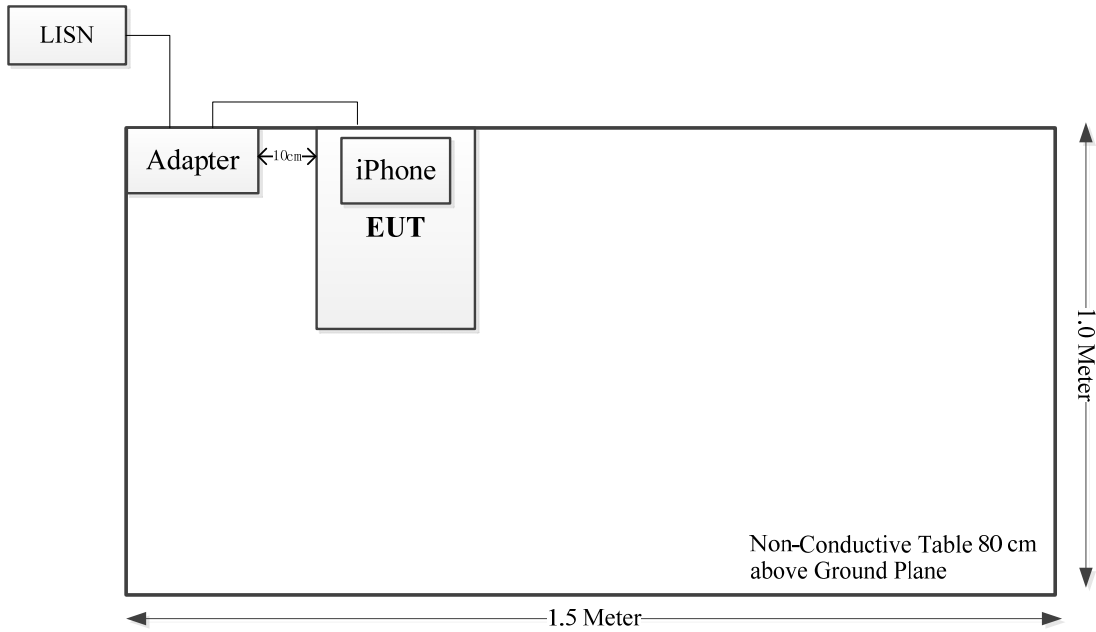 LISN
Adapter
10cm
iPhone
EUT
1.0 Meter
Non-Conductive Table 80 cm
above Ground Plane
1.5 Meter